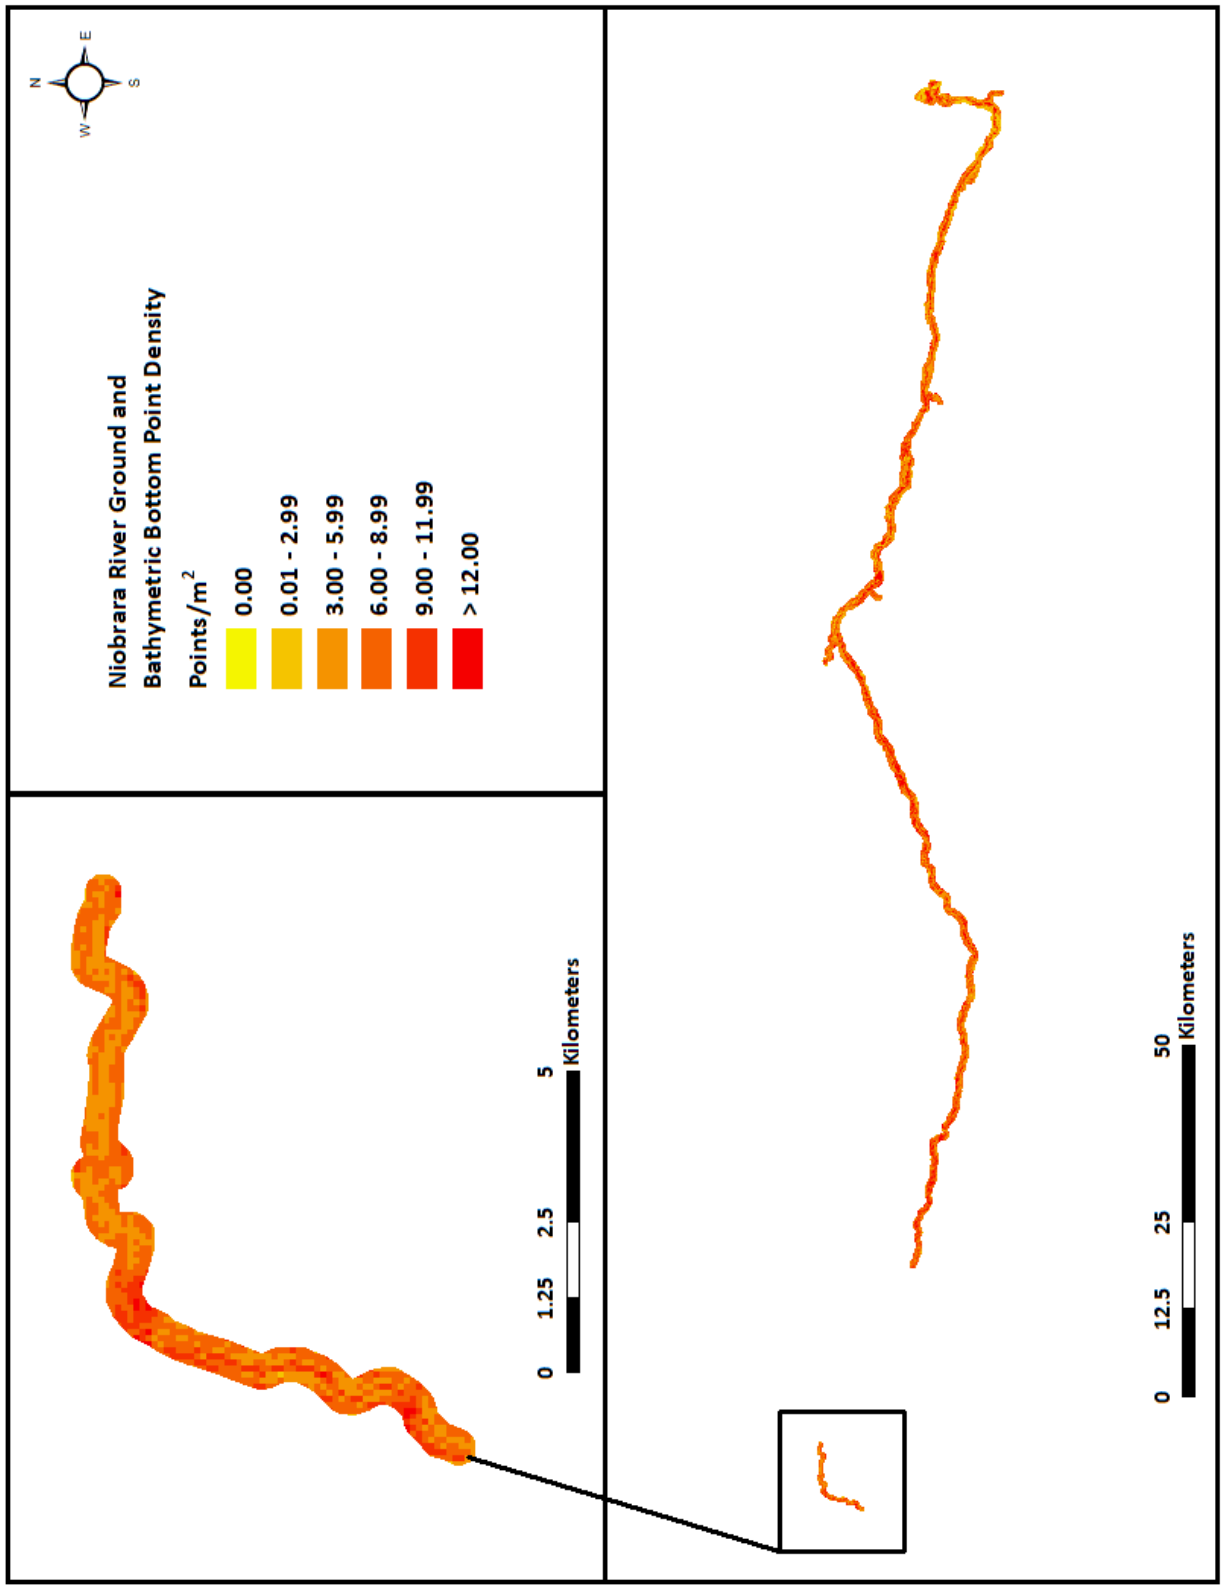 N
W
E
S
Niobrara River Ground and
Bathymetric Bottom Point Density
Points/m²
0.00
0.01 - 2.99
3.00 - 5.99
6.00 - 8.99
9.00 - 11.99
> 12.00
0 1.25 2.5 5
Kilometers
0 12.5 25 50
Kilometers